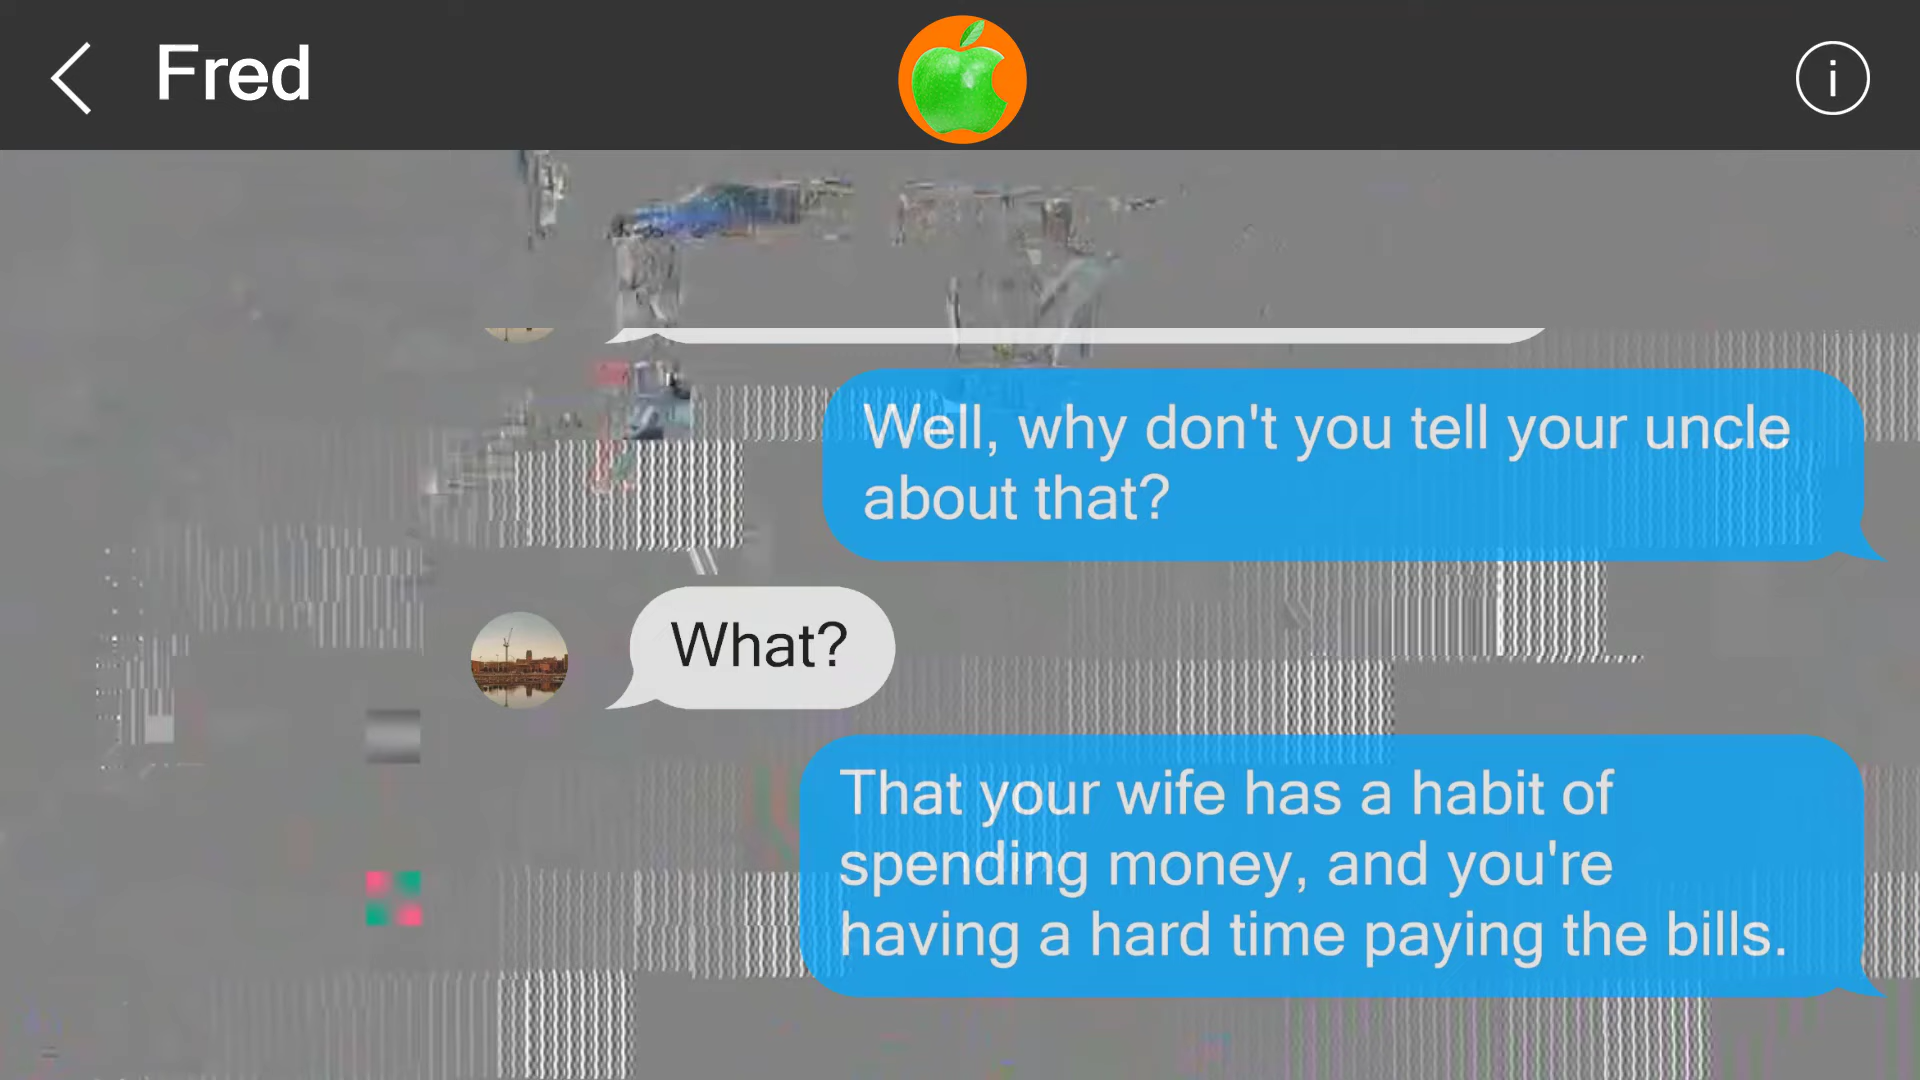 Fred
Well, why don't you tell your uncle
about that?
What?
That your wife has a habit of
spending money, and you're
having a hard time paying the bills.